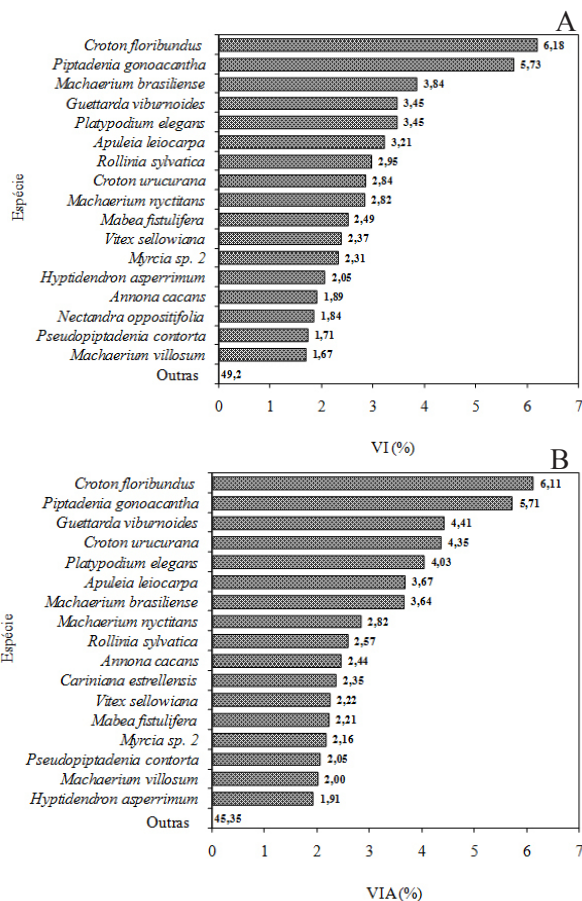 A
Espécie
Croton floribundus 6,18
Piptadenia gonoacantha 5,73
Machaerium brasiliense 3,84
Guettarda viburnoides 3,45
Platypodium elegans 3,45
Apuleia leiocarpa 3,21
Rollinia sylvatica 2,95
Croton urucurana 2,84
Machaerium nyctitans 2,82
Mabea fistulifera 2,49
Vitex sellowiana 2,37
Myrcia sp. 2 2,31
Hyptidendron asperrimum 2,05
Annona cacans 1,89
Nectandra oppositifolia 1,84
Pseudopiptadenia contorta 1,71
Machaerium villosum 1,67
Outras 49,2
0 1 2 3 4 5 6 7
VI (%)
B
Espécie
Croton floribundus 6,11
Piptadenia gonoacantha 5,71
Guettarda viburnoides 4,41
Croton urucurana 4,35
Platypodium elegans 4,03
Apuleia leiocarpa 3,67
Machaerium brasiliense 3,64
Machaerium nyctitans 2,82
Rollinia sylvatica 2,57
Annona cacans 2,44
Cariniana estrellensis 2,35
Vitex sellowiana 2,22
Mabea fistulifera 2,21
Myrcia sp. 2 2,16
Pseudopiptadenia contorta 2,05
Machaerium villosum 2,00
Hyptidendron asperrimum 1,91
Outras 45,35
0 1 2 3 4 5 6 7
VIA (%)